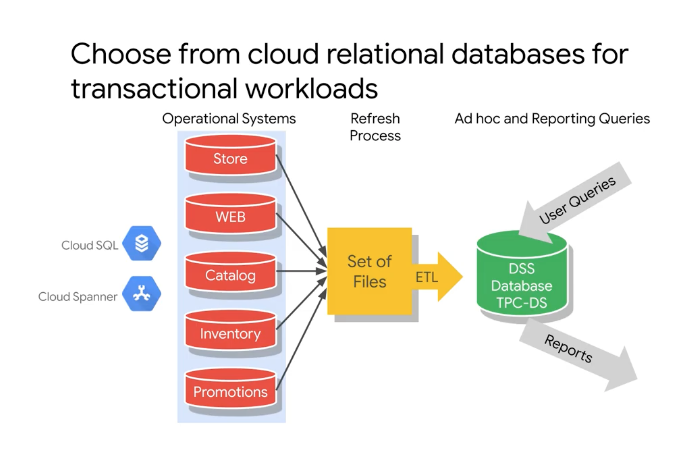 Choose from cloud relational databases for
transactional workloads
Operational Systems
Refresh
Process
Ad hoc and Reporting Queries
Store
WEB
Catalog
Inventory
Promotions
Cloud SQL
Cloud Spanner
Set of
Files
ETL
User Queries
DSS
Database
TPC-DS
Reports